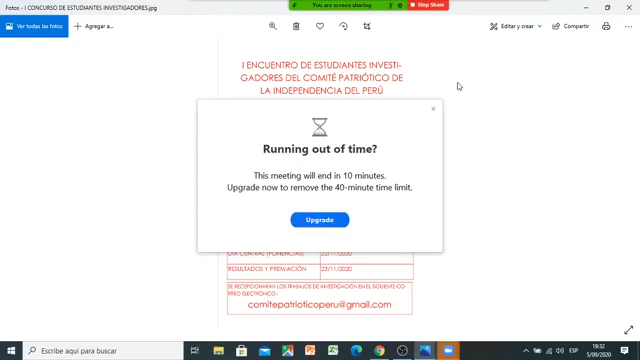 Fotos - I CONCURSO DE ESTUDIANTES INVESTIGADORES.jpg
You are screen sharing
Stop Share
Ver todas las fotos
Agregar a...
Editar y crear
Compartir
I ENCUENTRO DE ESTUDIANTES INVESTI-
GADORES DEL COMITÉ PATRIÓTICO DE
LA INDEPENDENCIA DEL PERÚ
Running out of time?
This meeting will end in 10 minutes.
Upgrade now to remove the 40-minute time limit.
Upgrade
DIA CENTRAL (PONENCIAS) 22/11/2020
RESULTADOS Y PREMIACIÓN 23/11/2020
SE RECEPCIONARÁN LOS TRABAJOS DE INVESTIGACIÓN EN EL SIGUIENTE CO-
RREO ELECTRÓNICO :
comitepatrioticoperu@gmail.com
Escribe aquí para buscar
ESP
19:32
5/09/2020